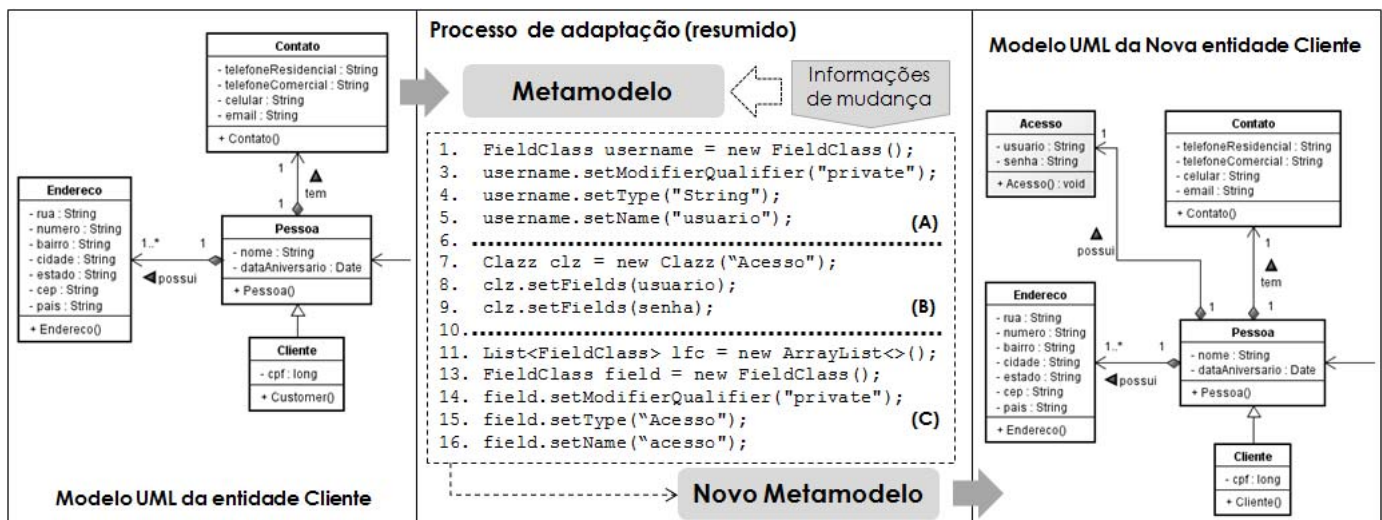 Contato
- telefoneResidencial : String
- telefoneComercial : String
- celular : String
- email : String
+ Contato()
1
tem
1
Endereco
- rua : String
- numero : String
- bairro : String
- cidade : String
- estado : String
- cep : String
- pais : String
+ Endereco()
1..*
1
possui
Pessoa
- nome : String
- dataAniversario : Date
+ Pessoa()
Cliente
- cpf : long
+ Customer()
Modelo UML da entidade Cliente
Processo de adaptação (resumido)
Metamodelo
Informações
de mudança
1. FieldClass username = new FieldClass();
3. username.setModifierQualifier("private");
4. username.setType("String");
5. username.setName("usuario");
(A)
6.
7. Clazz clz = new Clazz(“Acesso");
8. clz.setFields(usuario);
9. clz.setFields(senha);
(B)
10.
11. List<FieldClass> lfc = new ArrayList<>();
13. FieldClass field = new FieldClass();
14. field.setModifierQualifier("private");
15. field.setType(“Acesso");
(C)
16. field.setName(“acesso");
Novo Metamodelo
Modelo UML da Nova entidade Cliente
Acesso
- usuario : String
- senha : String
+ Acesso() : void
1
possui
1
Contato
- telefoneResidencial : String
- telefoneComercial : String
- celular : String
- email : String
+ Contato()
1
tem
1
Endereco
- rua : String
- numero : String
- bairro : String
- cidade : String
- estado : String
- cep : String
- pais : String
+ Endereco()
1..*
1
possui
Pessoa
- nome : String
- dataAniversario : Date
+ Pessoa()
Cliente
- cpf : long
+ Cliente()